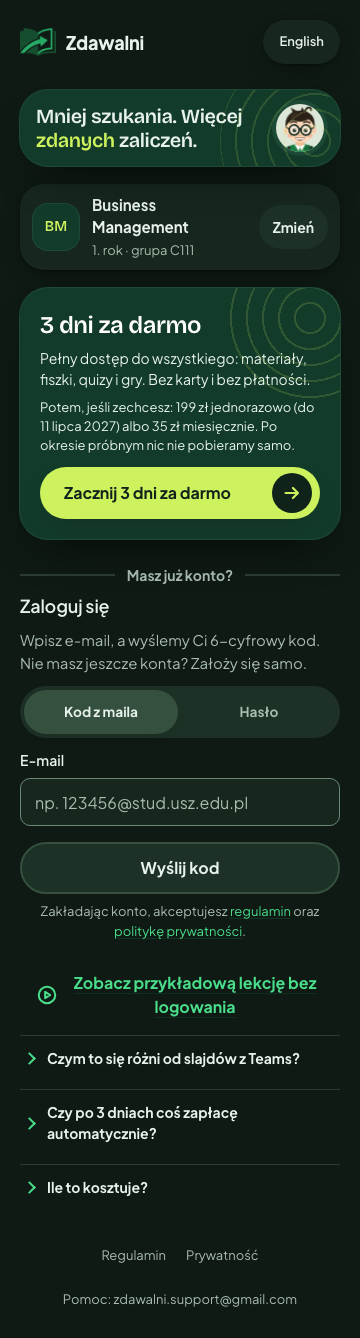 Zdawalni
English
Mniej szukania. Więcej
zdanych zaliczeń.
BM
Business
Management
1. rok · grupa C111
Zmień
3 dni za darmo
Pełny dostęp do wszystkiego: materiały,
fiszki, quizy i gry. Bez karty i bez płatności.
Potem, jeśli zechcesz: 199 zł jednorazowo (do
11 lipca 2027) albo 35 zł miesięcznie. Po
okresie próbnym nic nie pobieramy samo.
Zacznij 3 dni za darmo
Masz już konto?
Zaloguj się
Wpisz e-mail, a wyślemy Ci 6-cyfrowy kod.
Nie masz jeszcze konta? Założy się samo.
Kod z maila
Hasło
E-mail
np. 123456@stud.usz.edu.pl
Wyślij kod
Zakładając konto, akceptujesz regulamin oraz
politykę prywatności.
Zobacz przykładową lekcję bez
logowania
Czym to się różni od slajdów z Teams?
Czy po 3 dniach coś zapłacę
automatycznie?
Ile to kosztuje?
Regulamin Prywatność
Pomoc: zdawalni.support@gmail.com